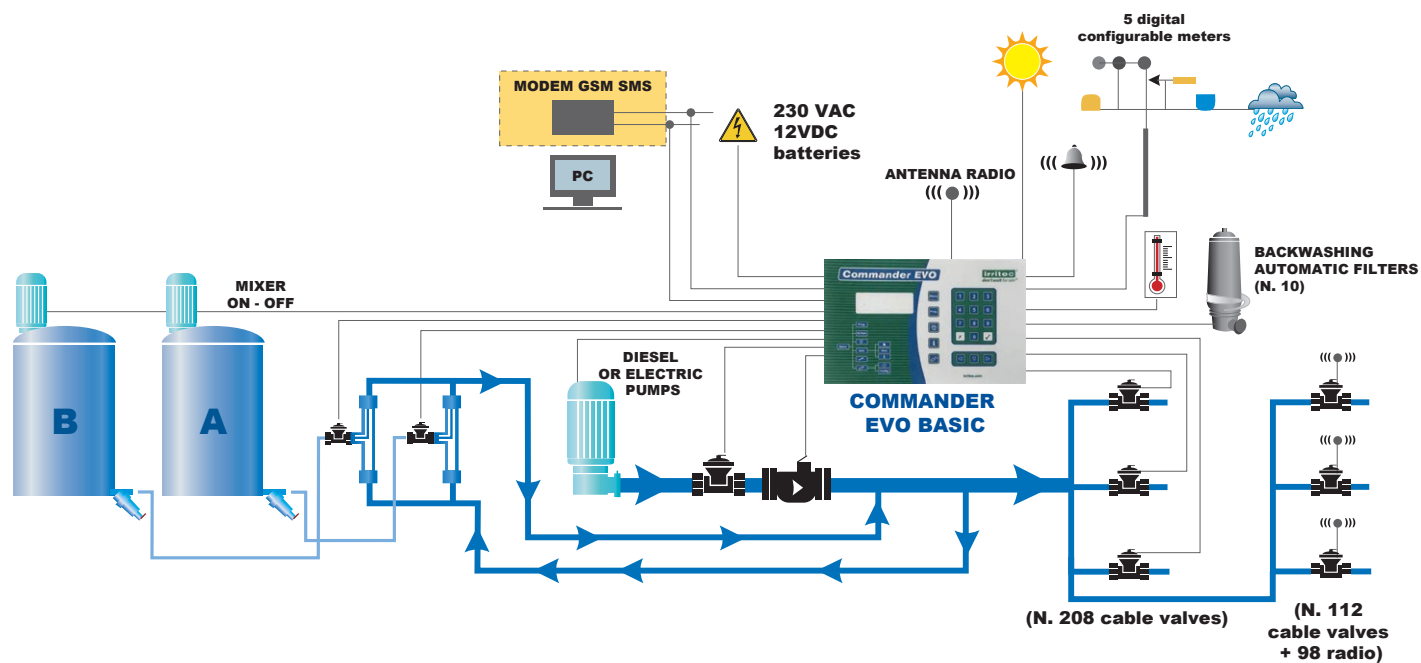 5 digital
configurable meters
MODEM GSM SMS
230 VAC
12VDC
batteries
PC
ANTENNA RADIO
((( )))
((( )))
BACKWASHING
AUTOMATIC FILTERS
(N. 10)
MIXER
ON - OFF
Commander EVO
irritec
DIESEL
OR ELECTRIC
PUMPS
COMMANDER
EVO BASIC
B
A
((( )))
((( )))
((( )))
(N. 208 cable valves)
(N. 112
cable valves
+ 98 radio)